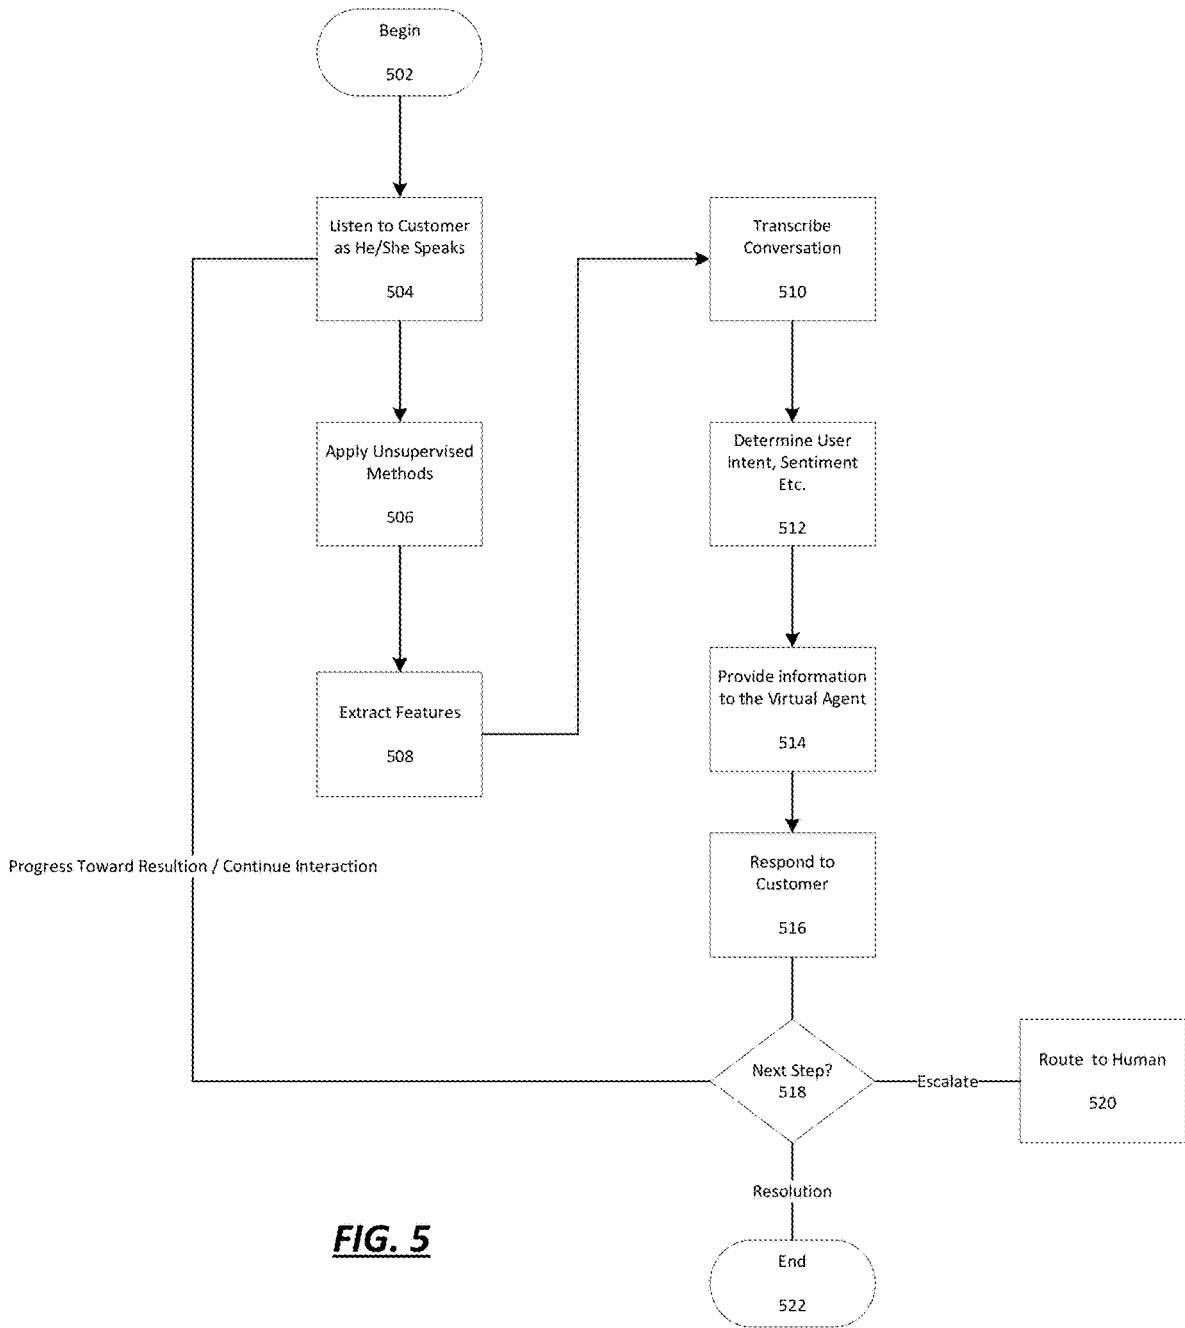 Begin
502
Listen to Customer
as He/She Speaks
504
Apply Unsupervised
Methods
506
Extract Features
508
Transcribe
Conversation
510
Determine User
Intent, Sentiment
Etc.
512
Provide information
to the Virtual Agent
514
Respond to
Customer
516
Next Step?
518
Progress Toward Resultion / Continue Interaction
Escalate
Route to Human
520
Resolution
End
522
FIG. 5